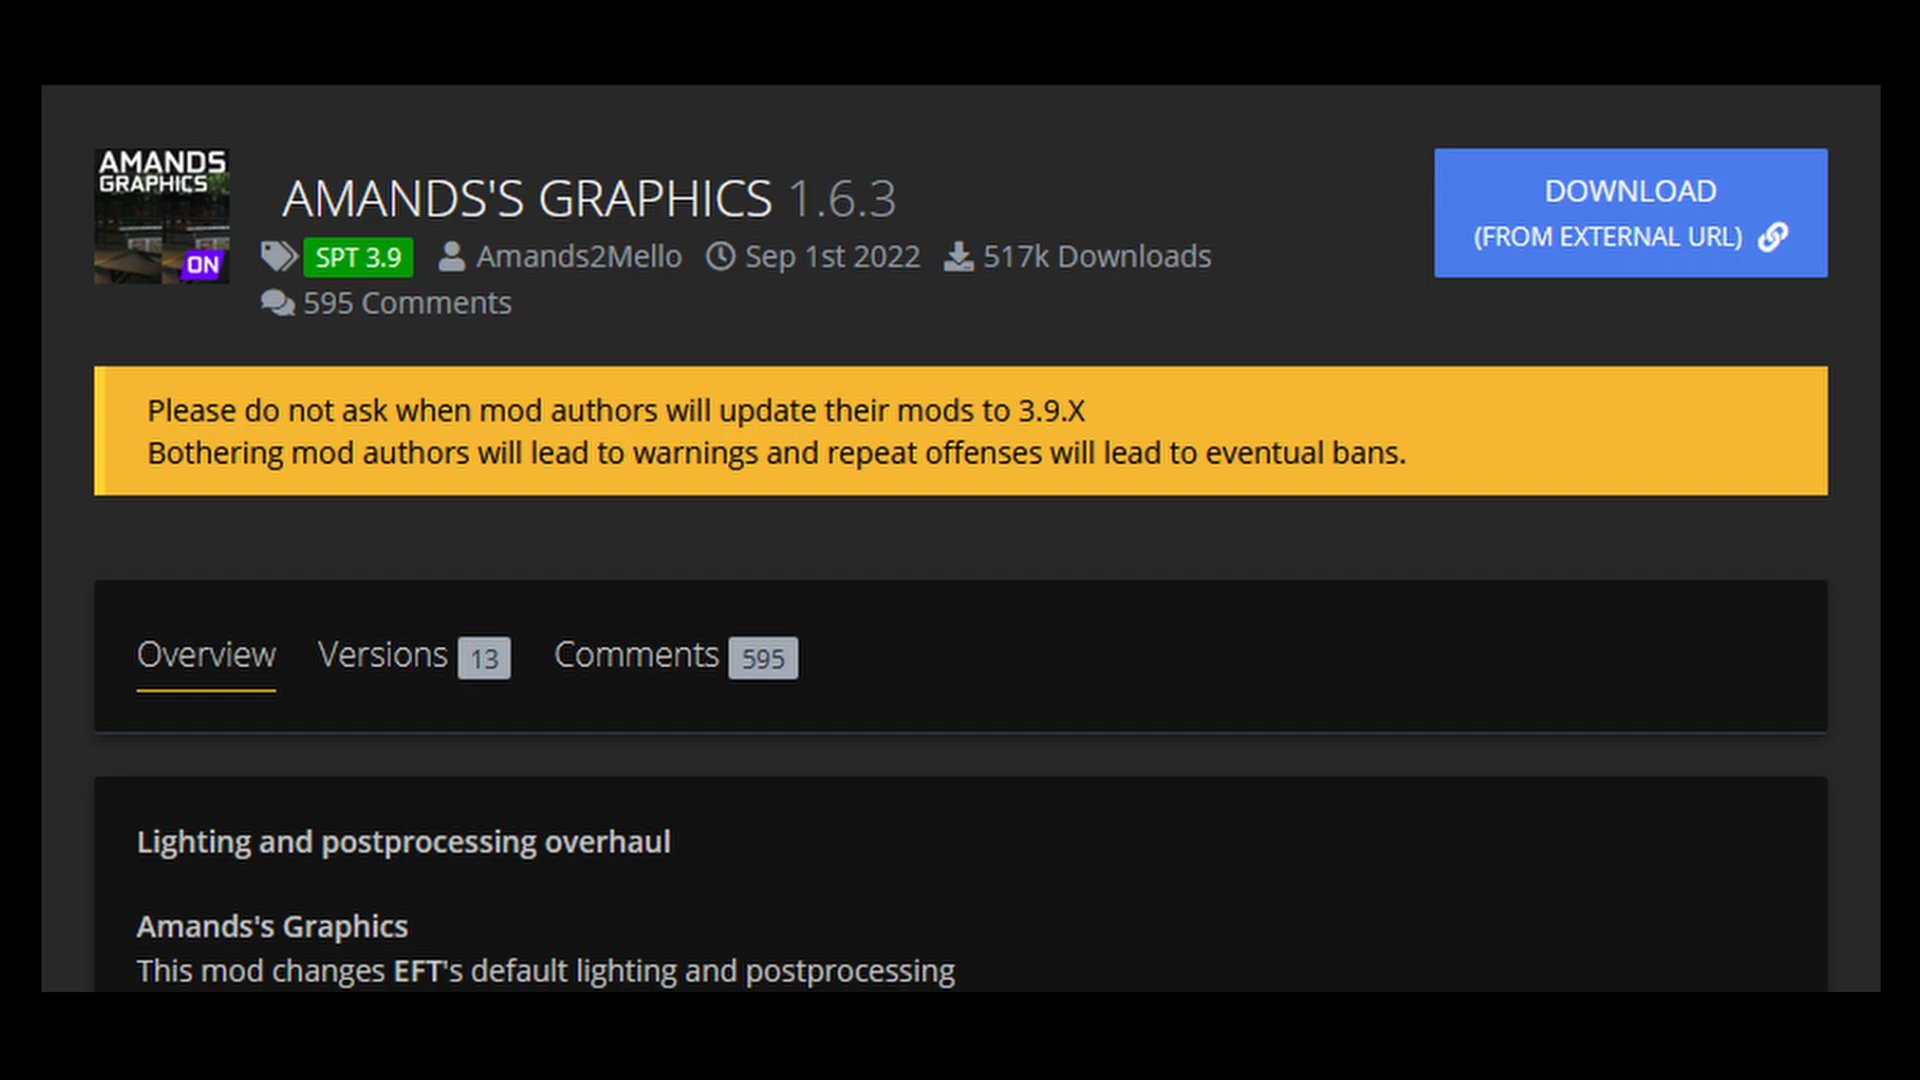 AMANDS
GRAPHICS
ON
AMANDS'S GRAPHICS 1.6.3
SPT 3.9 Amands2Mello Sep 1st 2022 517k Downloads
595 Comments
DOWNLOAD
(FROM EXTERNAL URL)
Please do not ask when mod authors will update their mods to 3.9.X
Bothering mod authors will lead to warnings and repeat offenses will lead to eventual bans.
Overview Versions 13 Comments 595
Lighting and postprocessing overhaul
Amands's Graphics
This mod changes EFT's default lighting and postprocessing